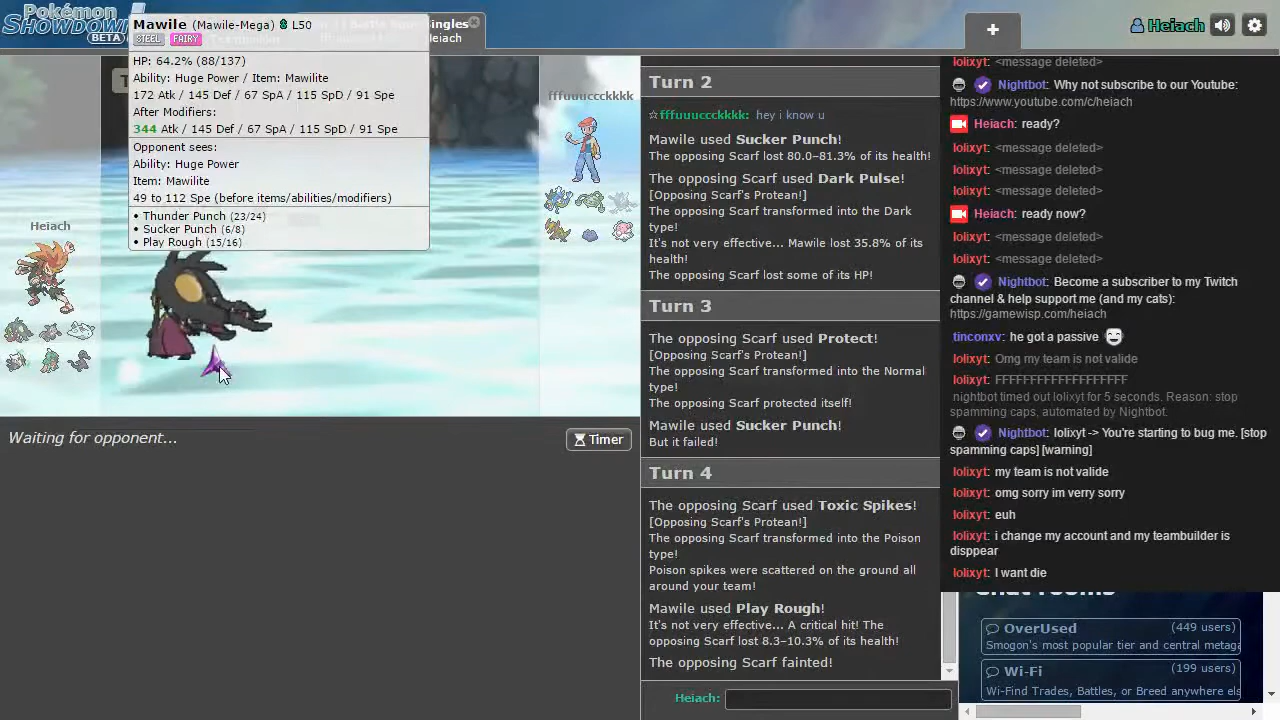 Pokémon
SHOWDOWN
BETA
Mawile (Mawile-Mega) L50
STEEL FAIRY
HP: 64.2% (88/137)
Ability: Huge Power / Item: Mawilite
172 Atk / 145 Def / 67 SpA / 115 SpD / 91 Spe
After Modifiers:
344 Atk / 145 Def / 67 SpA / 115 SpD / 91 Spe
Opponent sees:
Ability: Huge Power
Item: Mawilite
49 to 112 Spe (before items/abilities/modifiers)
• Thunder Punch (23/24)
• Sucker Punch (6/8)
• Play Rough (15/16)
Singles
Heiach
+
Heiach
fffuuuccckkkk
Heiach
Waiting for opponent...
Timer
Turn 2
☆fffuuuccckkkk: hey i know u
Mawile used Sucker Punch!
The opposing Scarf lost 80.0–81.3% of its health!
The opposing Scarf used Dark Pulse!
[Opposing Scarf's Protean!]
The opposing Scarf transformed into the Dark
type!
It's not very effective... Mawile lost 35.8% of its
health!
The opposing Scarf lost some of its HP!
Turn 3
The opposing Scarf used Protect!
[Opposing Scarf's Protean!]
The opposing Scarf transformed into the Normal
type!
The opposing Scarf protected itself!
Mawile used Sucker Punch!
But it failed!
Turn 4
The opposing Scarf used Toxic Spikes!
[Opposing Scarf's Protean!]
The opposing Scarf transformed into the Poison
type!
Poison spikes were scattered on the ground all
around your team!
Mawile used Play Rough!
It's not very effective... A critical hit! The
opposing Scarf lost 8.3–10.3% of its health!
The opposing Scarf fainted!
Heiach:
lolixyt: <message deleted>
Nightbot: Why not subscribe to our Youtube:
https://www.youtube.com/c/heiach
Heiach: ready?
lolixyt: <message deleted>
lolixyt: <message deleted>
lolixyt: <message deleted>
Heiach: ready now?
lolixyt: <message deleted>
lolixyt: <message deleted>
Nightbot: Become a subscriber to my Twitch
channel & help support me (and my cats):
https://gamewisp.com/heiach
tinconxv: he got a passive
lolixyt: Omg my team is not valide
lolixyt: FFFFFFFFFFFFFFFFFFF
nightbot timed out lolixyt for 5 seconds. Reason: stop
spamming caps, automated by Nightbot.
Nightbot: lolixyt -> You're starting to bug me. [stop
spamming caps] [warning]
lolixyt: my team is not valide
lolixyt: omg sorry im verry sorry
lolixyt: euh
lolixyt: i change my account and my teambuilder is
disppear
lolixyt: I want die
Chat rooms
OverUsed (449 users)
Smogon's most popular tier and central metaga
Wi-Fi (199 users)
Wi-Find Trades, Battles, or Breed anywhere els